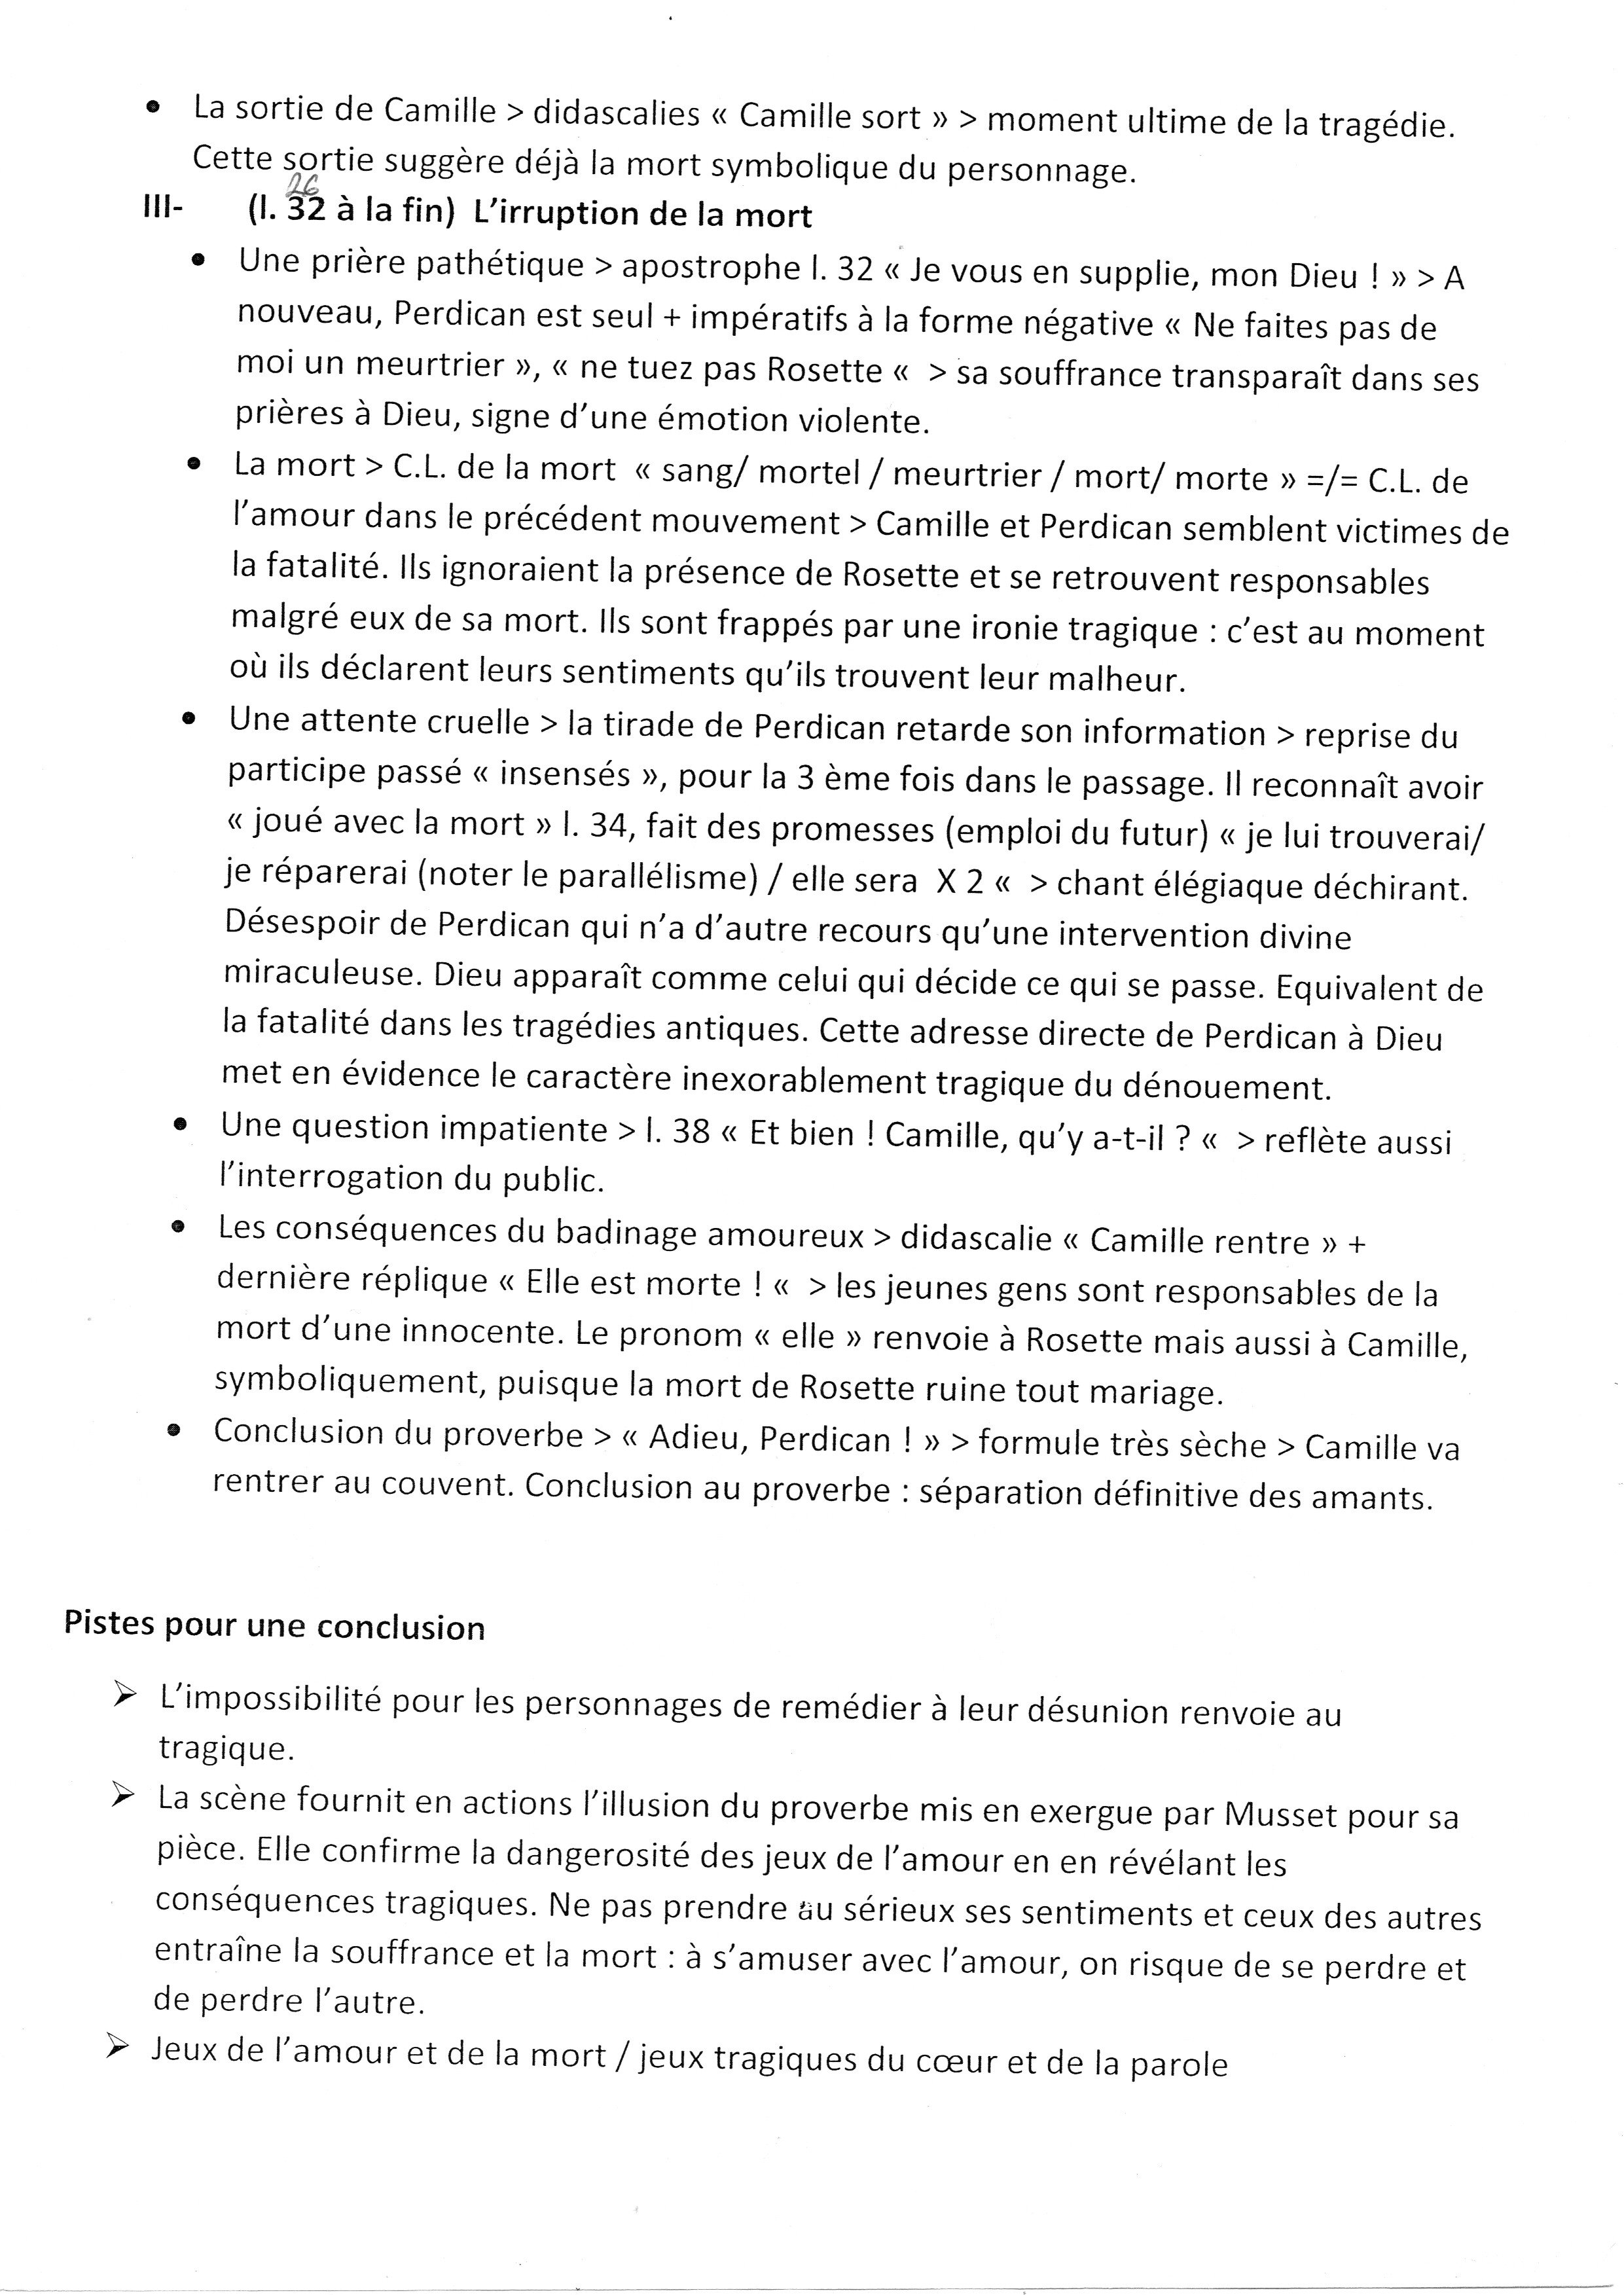 • La sortie de Camille > didascalies « Camille sort » > moment ultime de la tragédie.
Cette sortie suggère déjà la mort symbolique du personnage.
26
III- (l. 32 à la fin) L'irruption de la mort
• Une prière pathétique > apostrophe l. 32 « Je vous en supplie, mon Dieu ! » > A
nouveau, Perdican est seul + impératifs à la forme négative « Ne faites pas de
moi un meurtrier », « ne tuez pas Rosette « > sa souffrance transparaît dans ses
prières à Dieu, signe d'une émotion violente.
• La mort > C.L. de la mort « sang/ mortel / meurtrier / mort/ morte » =/= C.L. de
l'amour dans le précédent mouvement > Camille et Perdican semblent victimes de
la fatalité. Ils ignoraient la présence de Rosette et se retrouvent responsables
malgré eux de sa mort. Ils sont frappés par une ironie tragique : c'est au moment
où ils déclarent leurs sentiments qu'ils trouvent leur malheur.
• Une attente cruelle > la tirade de Perdican retarde son information > reprise du
participe passé « insensés », pour la 3 ème fois dans le passage. Il reconnaît avoir
« joué avec la mort » l. 34, fait des promesses (emploi du futur) « je lui trouverai/
je réparerai (noter le parallélisme) / elle sera X 2 « > chant élégiaque déchirant.
Désespoir de Perdican qui n'a d'autre recours qu'une intervention divine
miraculeuse. Dieu apparaît comme celui qui décide ce qui se passe. Equivalent de
la fatalité dans les tragédies antiques. Cette adresse directe de Perdican à Dieu
met en évidence le caractère inexorablement tragique du dénouement.
• Une question impatiente > l. 38 « Et bien ! Camille, qu'y a-t-il ? « > reflète aussi
l'interrogation du public.
• Les conséquences du badinage amoureux > didascalie « Camille rentre » +
dernière réplique « Elle est morte ! « > les jeunes gens sont responsables de la
mort d'une innocente. Le pronom « elle » renvoie à Rosette mais aussi à Camille,
symboliquement, puisque la mort de Rosette ruine tout mariage.
• Conclusion du proverbe > « Adieu, Perdican ! » > formule très sèche > Camille va
rentrer au couvent. Conclusion au proverbe : séparation définitive des amants.
Pistes pour une conclusion
➢ L'impossibilité pour les personnages de remédier à leur désunion renvoie au
tragique.
➢ La scène fournit en actions l'illusion du proverbe mis en exergue par Musset pour sa
pièce. Elle confirme la dangerosité des jeux de l'amour en en révélant les
conséquences tragiques. Ne pas prendre au sérieux ses sentiments et ceux des autres
entraîne la souffrance et la mort : à s'amuser avec l'amour, on risque de se perdre et
de perdre l'autre.
➢ Jeux de l'amour et de la mort / jeux tragiques du cœur et de la parole